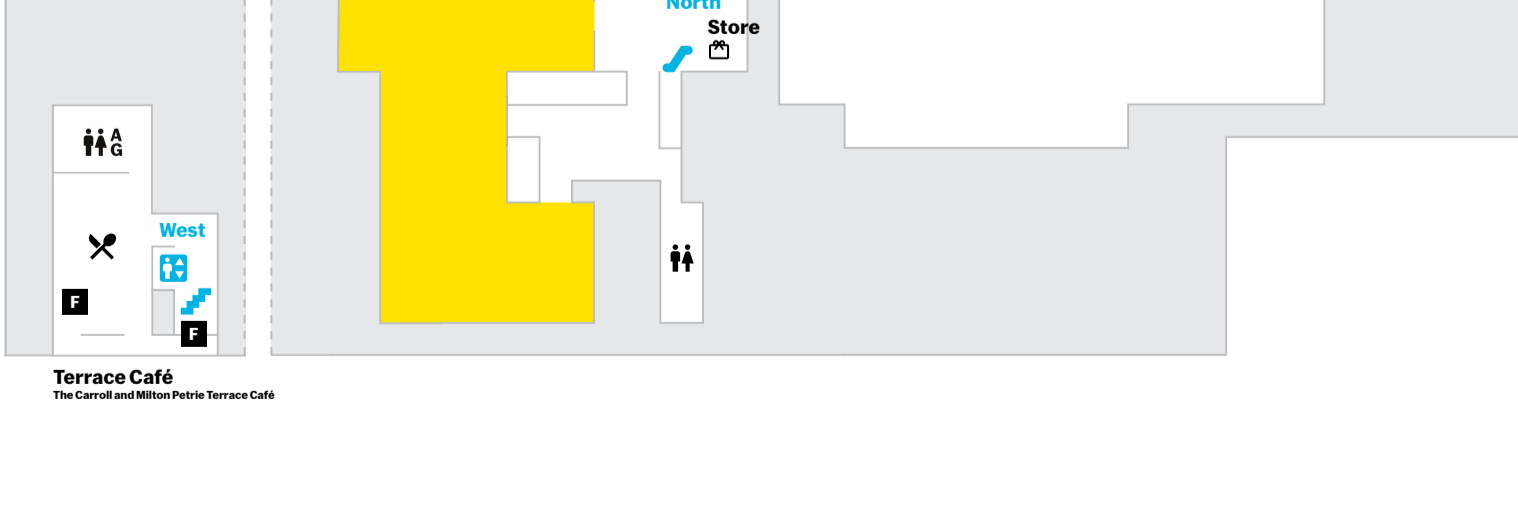 North
Store
A
G
West
F
F
Terrace Café
The Carroll and Milton Petrie Terrace Café